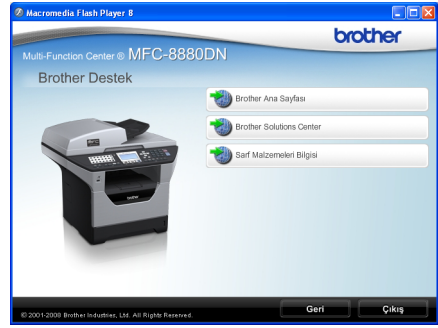 Macromedia Flash Player 8
brother
Multi-Function Center ® MFC-8880DN
Brother Destek
Brother Ana Sayfası
Brother Solutions Center
Sarf Malzemeleri Bilgisi
© 2001-2008 Brother Industries, Ltd. All Rights Reserved.
Geri
Çıkış